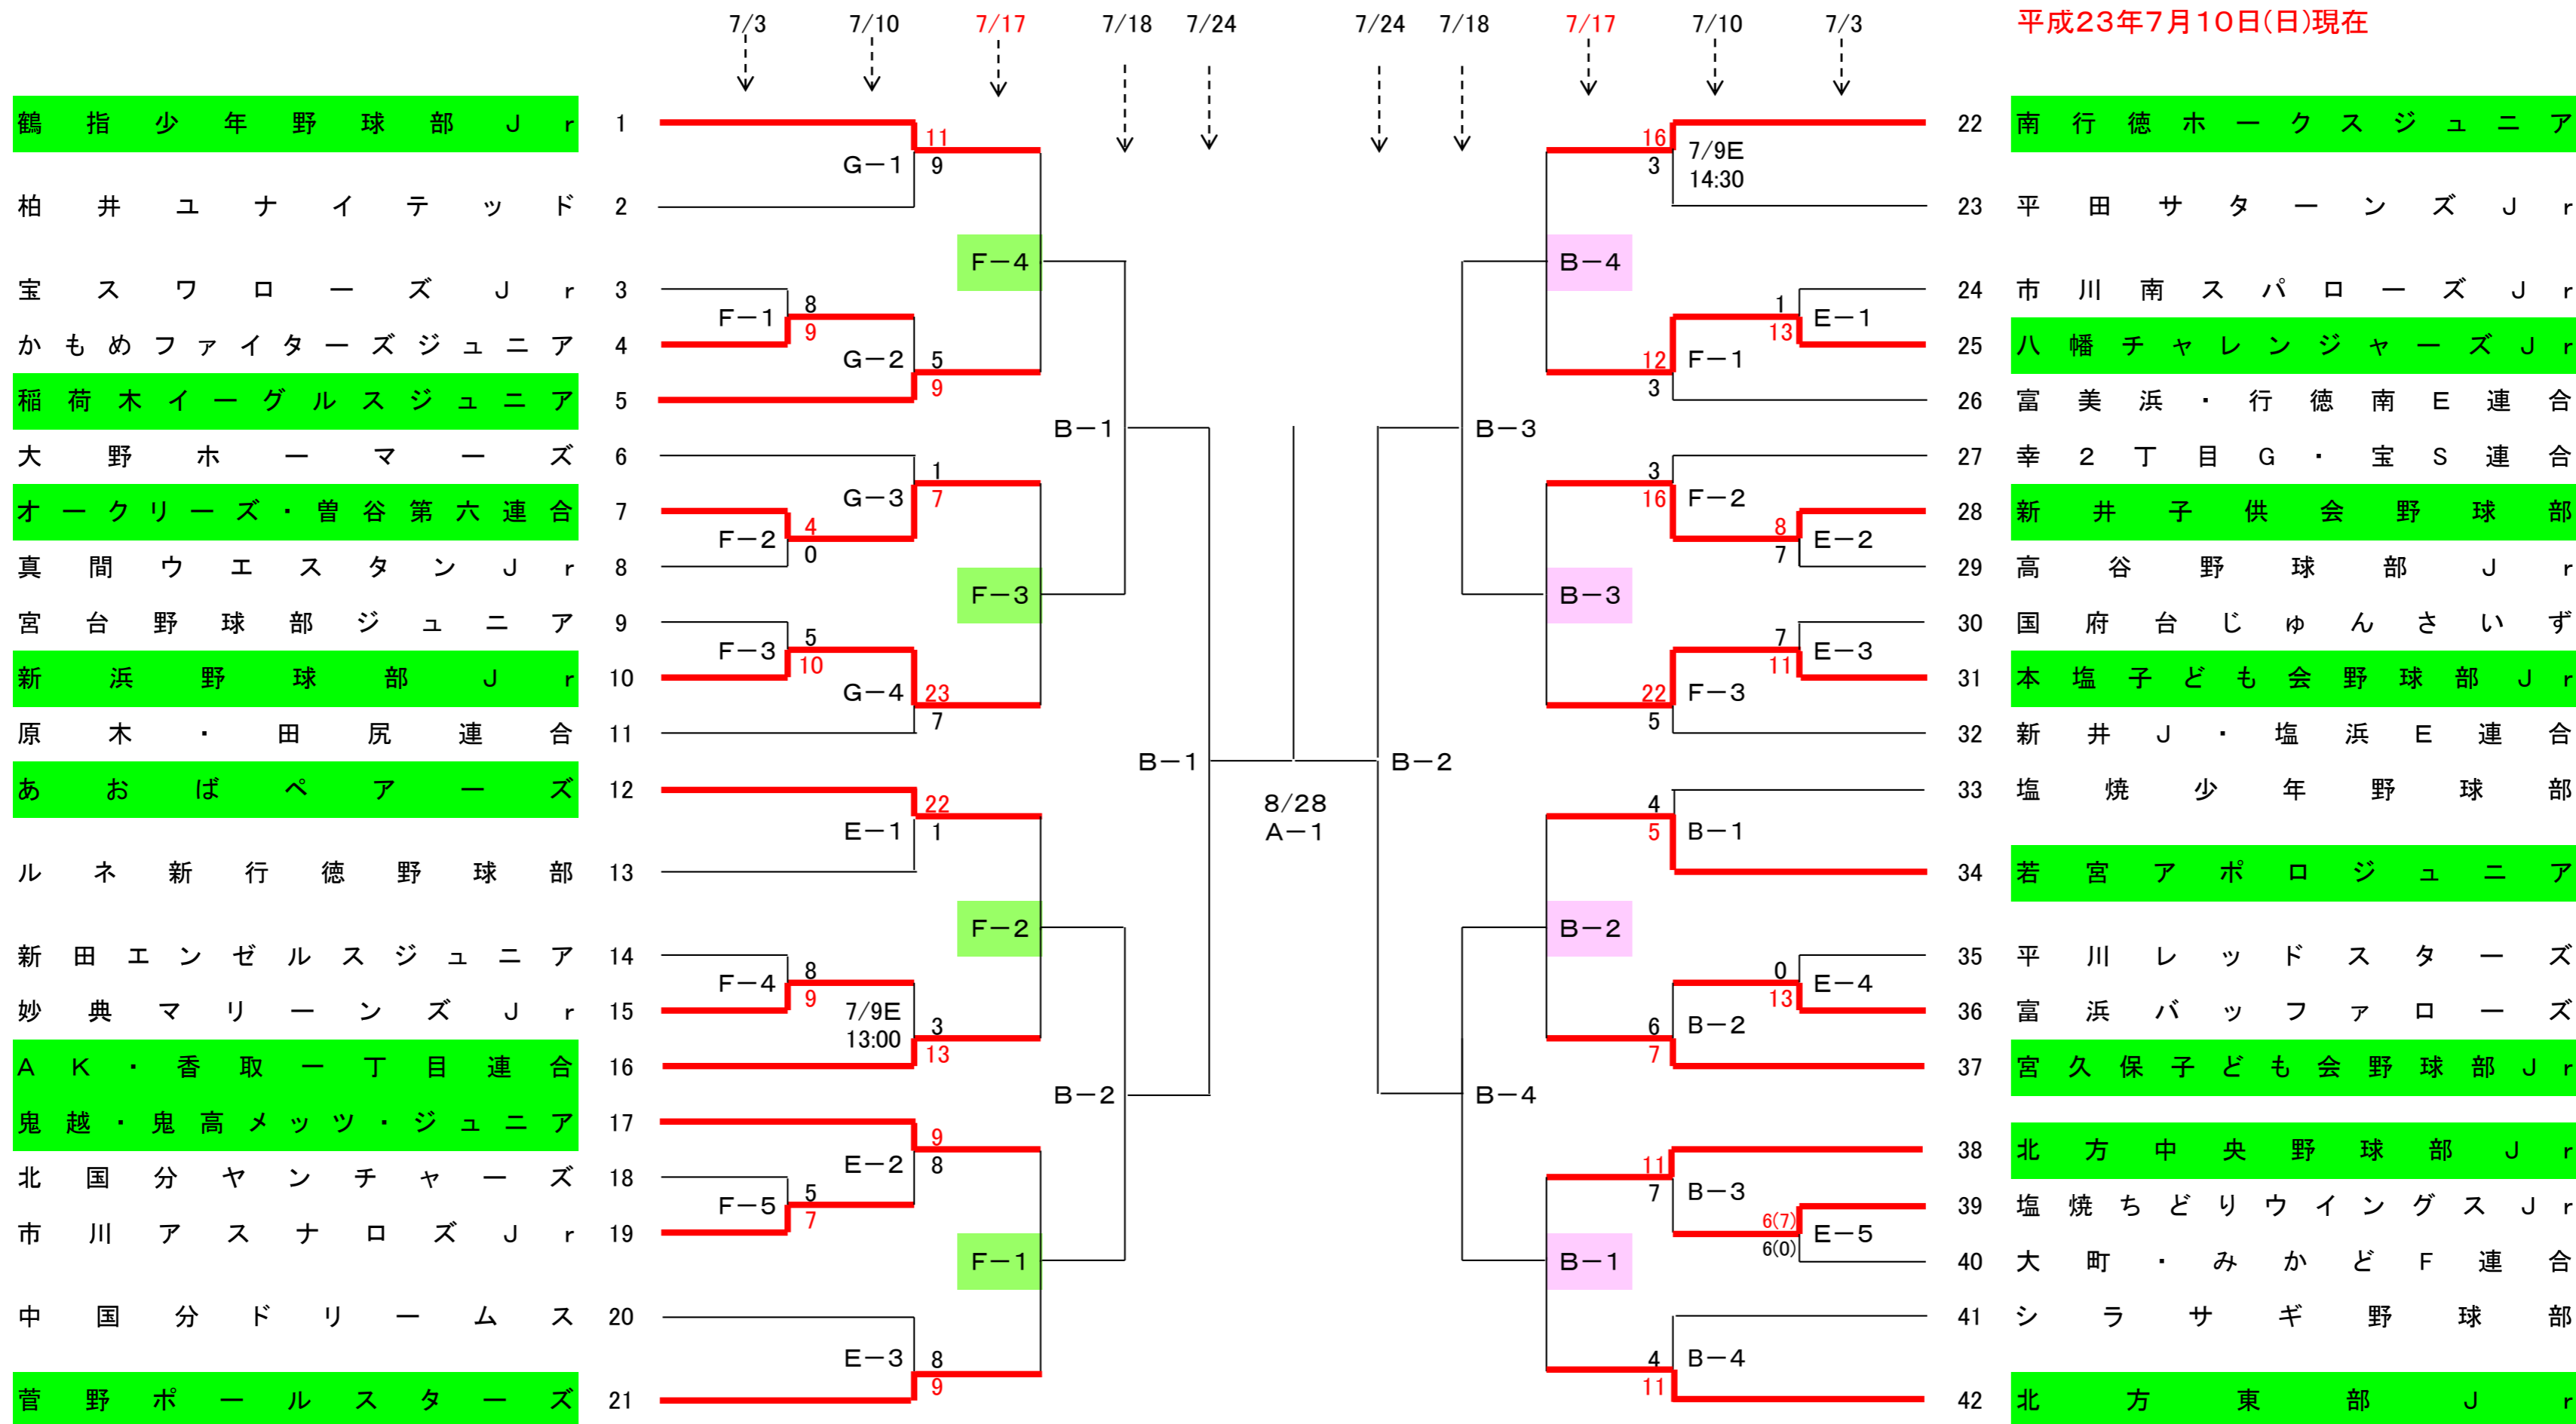 平成23年7月10日(日)現在
7/3 7/10 7/17 7/18 7/24 7/24 7/18 7/17 7/10 7/3
鶴指少年野球部Jr 1
11
G-1 9
柏井ユナイテッド 2
F-4
宝スワローズJr 3
8
F-1
9
かもめファイターズジュニア 4
G-2 5
9
稲荷木イーグルスジュニア 5
B-1
大野ホーマーズ 6
1
G-3 7
オークリーズ・曽谷第六連合 7
4
F-2
0
真間ウエスタンJr 8
F-3
宮台野球部ジュニア 9
5
F-3
10
新浜野球部Jr 10
G-4 23
7
原木・田尻連合 11
B-1
あおばペアーズ 12
22
E-1 1
ルネ新行徳野球部 13
F-2
新田エンゼルスジュニア 14
8
F-4
9
妙典マリーンズJr 15
7/9E
13:00
3
13
AK・香取一丁目連合 16
B-2
鬼越・鬼高メッツ・ジュニア 17
9
E-2 8
北国分ヤンチャーズ 18
5
F-5
7
市川アスナロズJr 19
F-1
中国分ドリームス 20
E-3 8
9
菅野ポールスターズ 21
8/28
A-1
16
3
7/9E
14:30
22 南行徳ホークスジュニア
23 平田サターンズJr
B-4
24 市川南スパローズJr
1
E-1
13
25 八幡チャレンジャーズJr
12
F-1
3
26 富美浜・行徳南E連合
B-3
27 幸2丁目G・宝S連合
3
F-2
16
28 新井子供会野球部
8
E-2
7
29 高谷野球部Jr
B-3
30 国府台じゅんさいず
7
E-3
11
31 本塩子ども会野球部Jr
22
F-3
5
32 新井J・塩浜E連合
B-2
33 塩焼少年野球部
4
B-1
5
34 若宮アポロジュニア
B-2
35 平川レッドスターズ
0
E-4
13
36 富浜バッファローズ
6
B-2
7
37 宮久保子ども会野球部Jr
B-4
38 北方中央野球部Jr
11
B-3
7
39 塩焼ちどりウイングスJr
6(7)
E-5
6(0)
40 大町・みかどF連合
B-1
41 シラサギ野球部
4
B-4
11
42 北方東部Jr